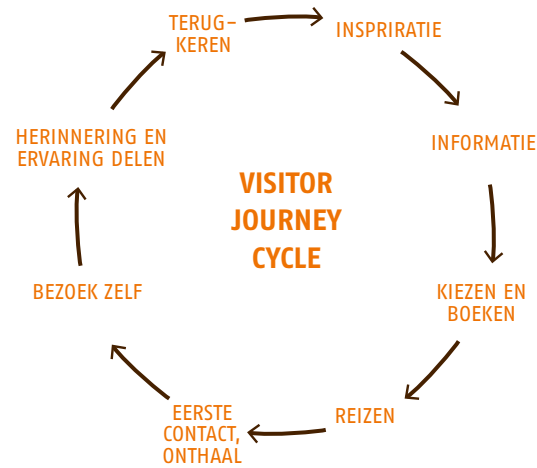 TERUG-
KEREN
INSPRIRATIE
INFORMATIE
KIEZEN EN
BOEKEN
REIZEN
EERSTE
CONTACT,
ONTHAAL
BEZOEK ZELF
HERINNERING EN
ERVARING DELEN
VISITOR
JOURNEY
CYCLE